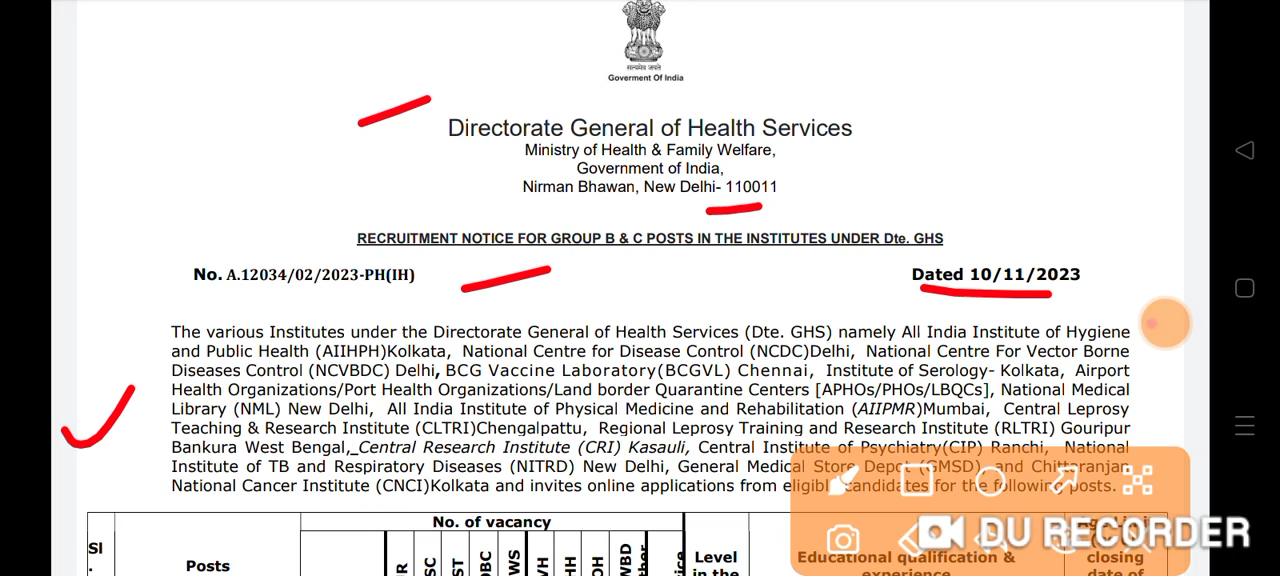 सत्यमेव जयते
Goverment Of India
Directorate General of Health Services
Ministry of Health & Family Welfare,
Government of India,
Nirman Bhawan, New Delhi- 110011
RECRUITMENT NOTICE FOR GROUP B & C POSTS IN THE INSTITUTES UNDER Dte. GHS
No. A.12034/02/2023-PH(IH) Dated 10/11/2023
The various Institutes under the Directorate General of Health Services (Dte. GHS) namely All India Institute of Hygiene
and Public Health (AIIHPH)Kolkata, National Centre for Disease Control (NCDC)Delhi, National Centre For Vector Borne
Diseases Control (NCVBDC) Delhi, BCG Vaccine Laboratory(BCGVL) Chennai, Institute of Serology- Kolkata, Airport
Health Organizations/Port Health Organizations/Land border Quarantine Centers [APHOs/PHOs/LBQCs], National Medical
Library (NML) New Delhi, All India Institute of Physical Medicine and Rehabilitation (AIIPMR)Mumbai, Central Leprosy
Teaching & Research Institute (CLTRI)Chengalpattu, Regional Leprosy Training and Research Institute (RLTRI) Gouripur
Bankura West Bengal, Central Research Institute (CRI) Kasauli, Central Institute of Psychiatry(CIP) Ranchi, National
Institute of TB and Respiratory Diseases (NITRD) New Delhi, General Medical Store Depot (GMSD), and Chittaranjan
National Cancer Institute (CNCI)Kolkata and invites online applications from eligible candidates for the following posts.
No. of vacancy
Sl
.
Posts
SC
ST
OBC
VH
HH
OH
Level
in the
Educational qualification &
experience
closing
date of
DU RECORDER